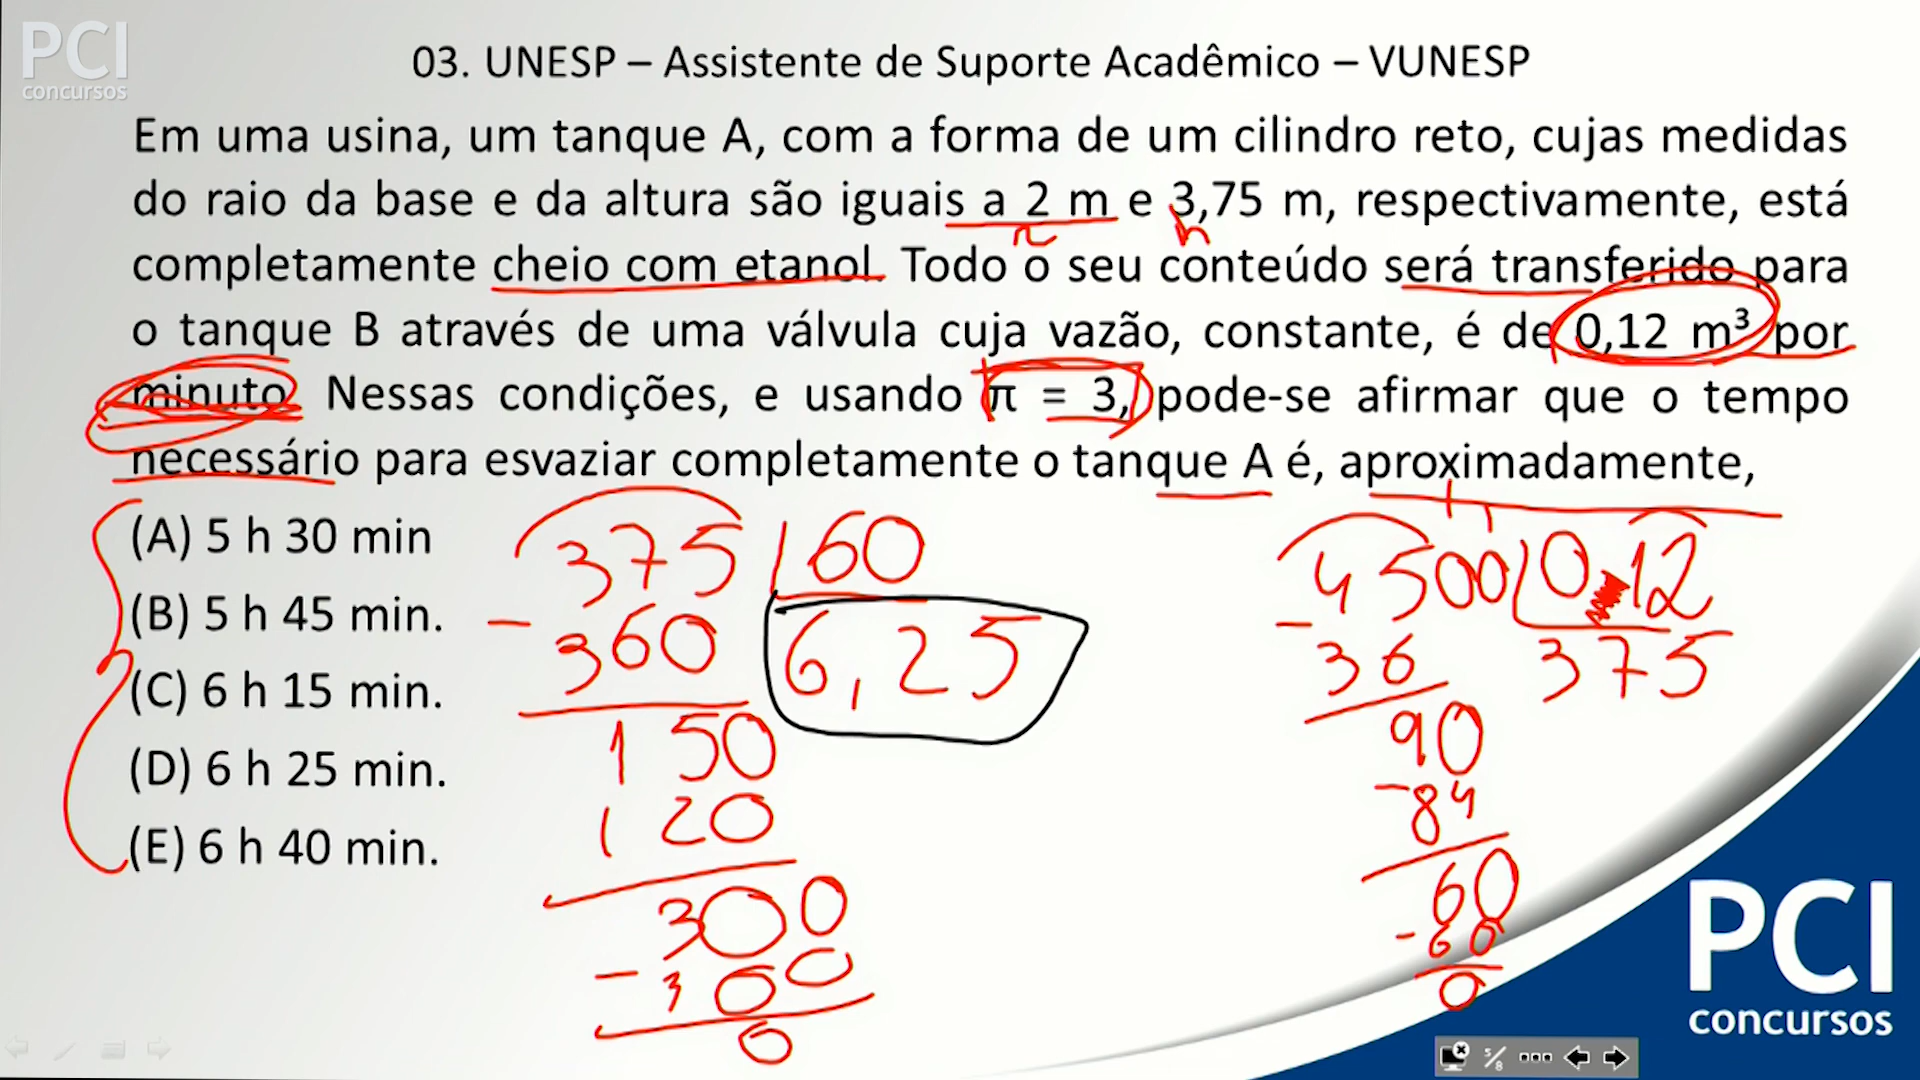 PCI
concursos
03. UNESP – Assistente de Suporte Acadêmico – VUNESP
Em uma usina, um tanque A, com a forma de um cilindro reto, cujas medidas
do raio da base e da altura são iguais a 2 m e 3,75 m, respectivamente, está
r h
completamente cheio com etanol. Todo o seu conteúdo será transferido para
o tanque B através de uma válvula cuja vazão, constante, é de 0,12 m³ por
minuto. Nessas condições, e usando π = 3, pode-se afirmar que o tempo
necessário para esvaziar completamente o tanque A é, aproximadamente,
(A) 5 h 30 min
(B) 5 h 45 min.
(C) 6 h 15 min.
(D) 6 h 25 min.
(E) 6 h 40 min.
375 60
- 360 6,25
150
120
300
- 300
0
4500 0,12
- 36 375
90
- 84
60
- 60
0
PCI
concursos
5/8